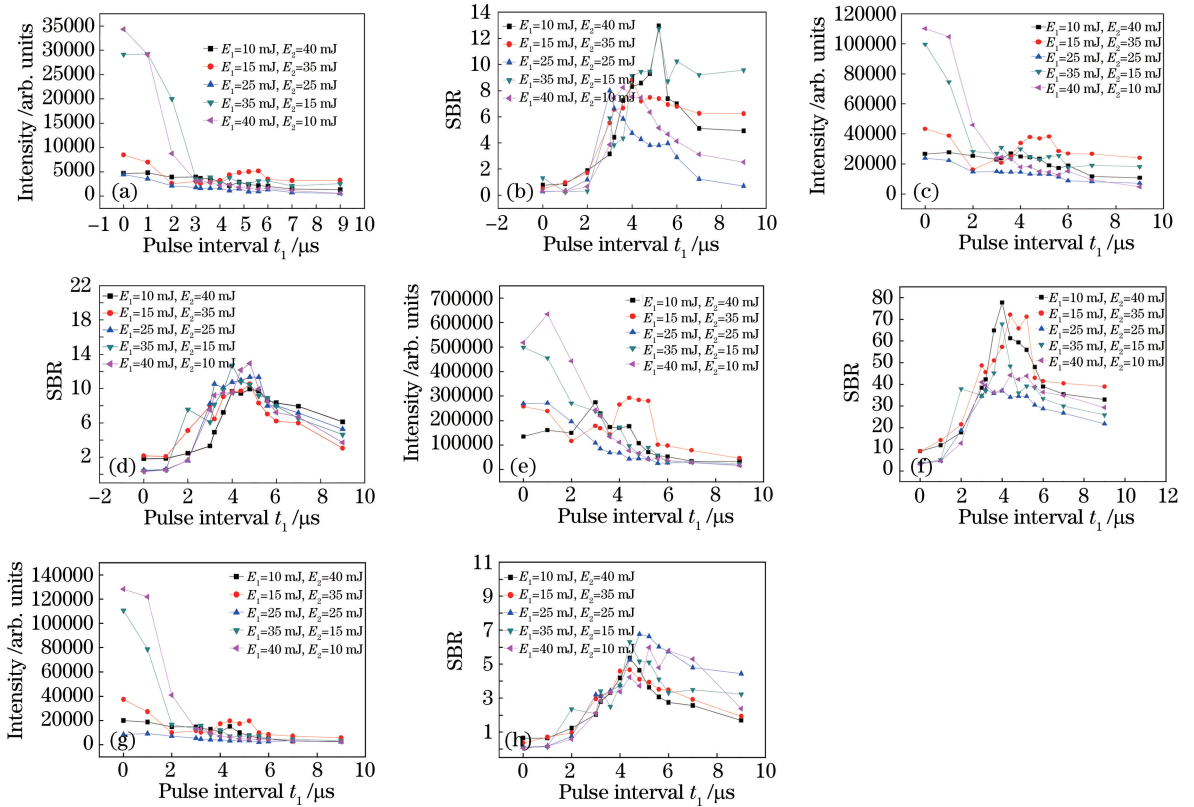 35000
30000
25000
20000
15000
10000
5000
0
Intensity /arb. units
E1=10 mJ, E2=40 mJ
E1=15 mJ, E2=35 mJ
E1=25 mJ, E2=25 mJ
E1=35 mJ, E2=15 mJ
E1=40 mJ, E2=10 mJ
(a)
−1 0 1 2 3 4 5 6 7 8 9
Pulse interval t1 /μs
14
12
10
8
6
4
2
0
SBR
E1=10 mJ, E2=40 mJ
E1=15 mJ, E2=35 mJ
E1=25 mJ, E2=25 mJ
E1=35 mJ, E2=15 mJ
E1=40 mJ, E2=10 mJ
(b)
−2 0 2 4 6 8 10
Pulse interval t1 /μs
120000
100000
80000
60000
40000
20000
0
Intensity /arb. units
E1=10 mJ, E2=40 mJ
E1=15 mJ, E2=35 mJ
E1=25 mJ, E2=25 mJ
E1=35 mJ, E2=15 mJ
E1=40 mJ, E2=10 mJ
(c)
0 2 4 6 8 10
Pulse interval t1 /μs
22
18
14
10
6
2
SBR
E1=10 mJ, E2=40 mJ
E1=15 mJ, E2=35 mJ
E1=25 mJ, E2=25 mJ
E1=35 mJ, E2=15 mJ
E1=40 mJ, E2=10 mJ
(d)
−2 0 2 4 6 8 10
Pulse interval t1 /μs
700000
600000
500000
400000
300000
200000
100000
0
Intensity /arb. units
E1=10 mJ, E2=40 mJ
E1=15 mJ, E2=35 mJ
E1=25 mJ, E2=25 mJ
E1=35 mJ, E2=15 mJ
E1=40 mJ, E2=10 mJ
(e)
0 2 4 6 8 10
Pulse interval t1 /μs
80
70
60
50
40
30
20
10
0
SBR
E1=10 mJ, E2=40 mJ
E1=15 mJ, E2=35 mJ
E1=25 mJ, E2=25 mJ
E1=35 mJ, E2=15 mJ
E1=40 mJ, E2=10 mJ
(f)
0 2 4 6 8 10 12
Pulse interval t1 /μs
140000
120000
100000
80000
60000
40000
20000
0
Intensity /arb. units
E1=10 mJ, E2=40 mJ
E1=15 mJ, E2=35 mJ
E1=25 mJ, E2=25 mJ
E1=35 mJ, E2=15 mJ
E1=40 mJ, E2=10 mJ
(g)
0 2 4 6 8 10
Pulse interval t1 /μs
11
9
7
5
3
1
SBR
E1=10 mJ, E2=40 mJ
E1=15 mJ, E2=35 mJ
E1=25 mJ, E2=25 mJ
E1=35 mJ, E2=15 mJ
E1=40 mJ, E2=10 mJ
(h)
0 2 4 6 8 10
Pulse interval t1 /μs